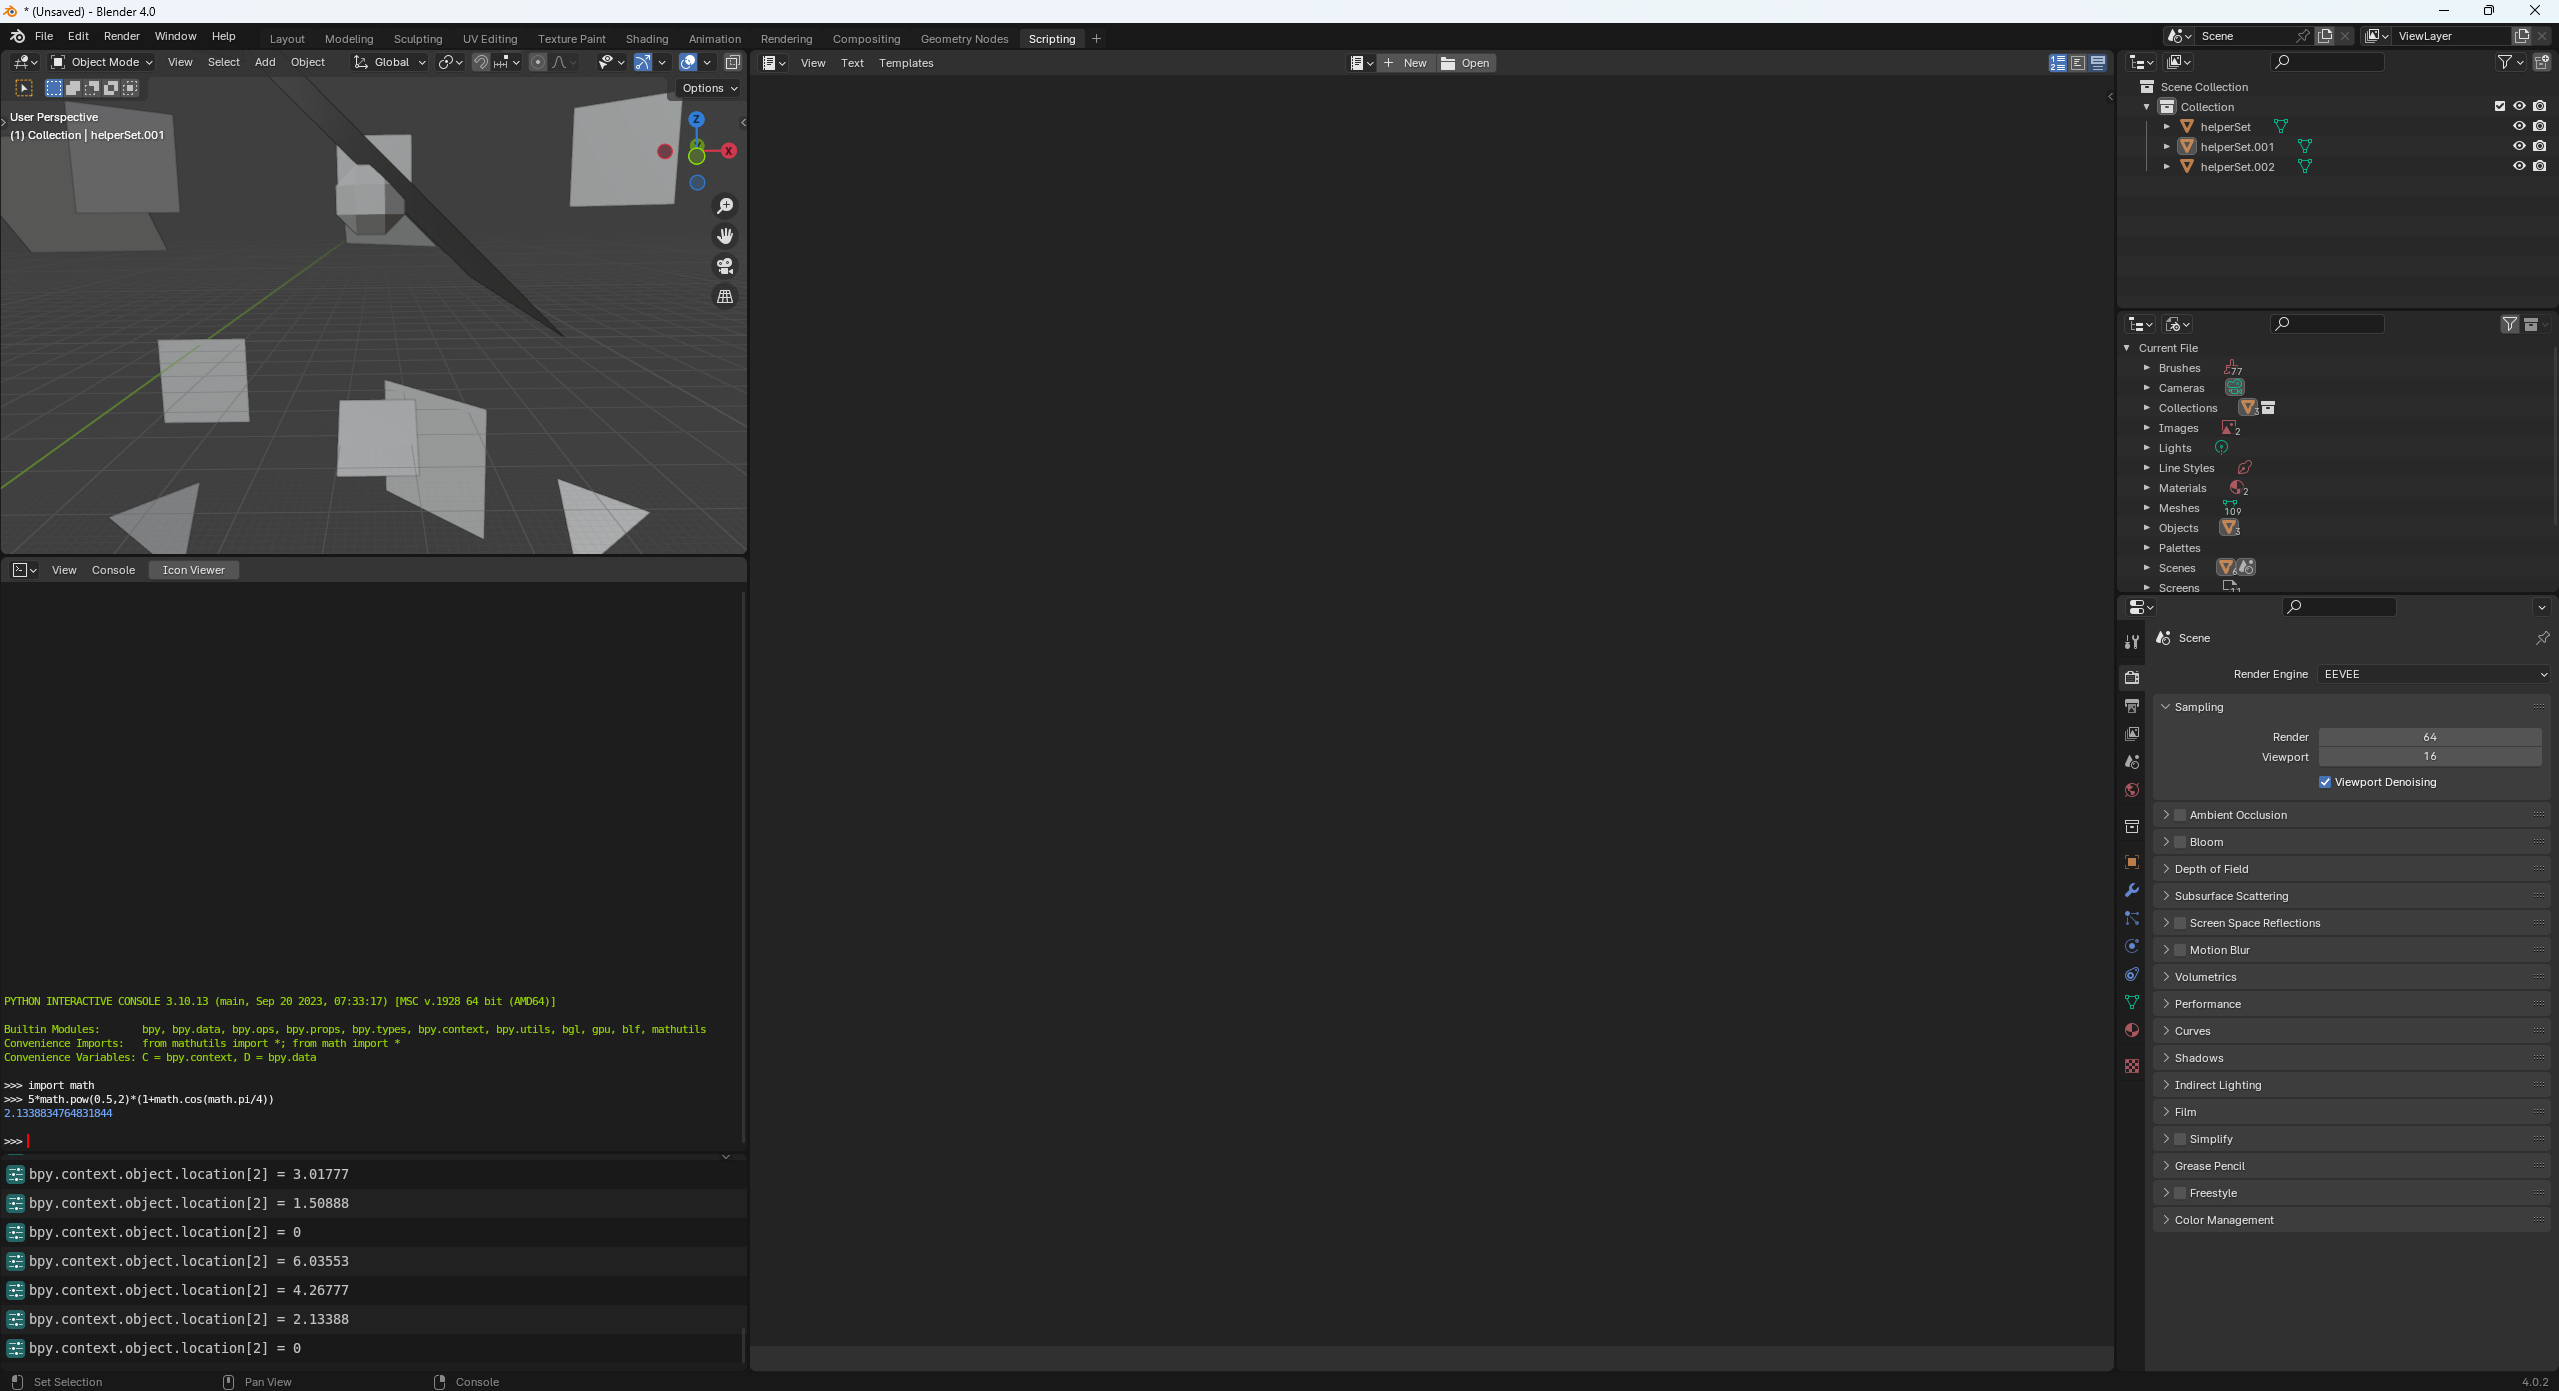 * (Unsaved) - Blender 4.0
File Edit Render Window Help Layout Modeling Sculpting UV Editing Texture Paint Shading Animation Rendering Compositing Geometry Nodes Scripting +
Scene ViewLayer
Object Mode View Select Add Object Global
Options
User Perspective
(1) Collection | helperSet.001
Z
Y
X
View Text Templates
New Open
Scene Collection
Collection
helperSet
helperSet.001
helperSet.002
Current File
Brushes 77
Cameras
Collections 3
Images 2
Lights
Line Styles
Materials 2
Meshes 109
Objects 3
Palettes
Scenes 6
Screens 11
View Console Icon Viewer
PYTHON INTERACTIVE CONSOLE 3.10.13 (main, Sep 20 2023, 07:33:17) [MSC v.1928 64 bit (AMD64)]
Builtin Modules: bpy, bpy.data, bpy.ops, bpy.props, bpy.types, bpy.context, bpy.utils, bgl, gpu, blf, mathutils
Convenience Imports: from mathutils import *; from math import *
Convenience Variables: C = bpy.context, D = bpy.data
>>> import math
>>> 5*math.pow(0.5,2)*(1+math.cos(math.pi/4))
2.1338834764831844
>>>
bpy.context.object.location[2] = 3.01777
bpy.context.object.location[2] = 1.50888
bpy.context.object.location[2] = 0
bpy.context.object.location[2] = 6.03553
bpy.context.object.location[2] = 4.26777
bpy.context.object.location[2] = 2.13388
bpy.context.object.location[2] = 0
Scene
Render Engine EEVEE
Sampling
Render 64
Viewport 16
Viewport Denoising
Ambient Occlusion
Bloom
Depth of Field
Subsurface Scattering
Screen Space Reflections
Motion Blur
Volumetrics
Performance
Curves
Shadows
Indirect Lighting
Film
Simplify
Grease Pencil
Freestyle
Color Management
Set Selection Pan View Console
4.0.2